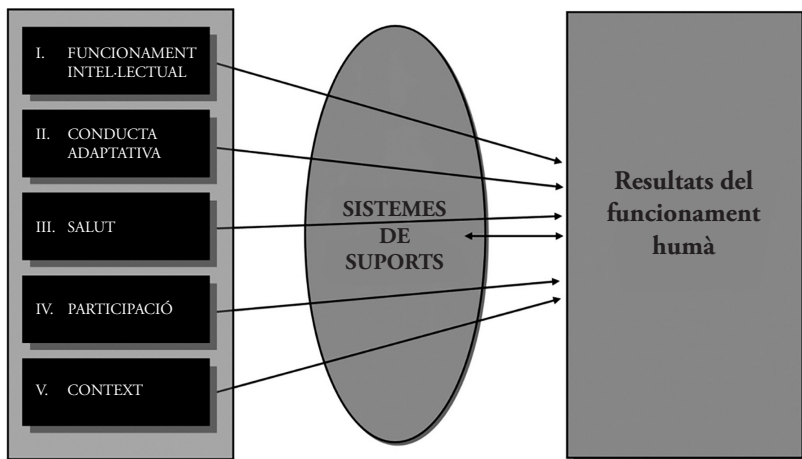 I. FUNCIONAMENT
INTEL·LECTUAL
II. CONDUCTA
ADAPTATIVA
III. SALUT
IV. PARTICIPACIÓ
V. CONTEXT
SISTEMES
DE
SUPORTS
Resultats del
funcionament
humà